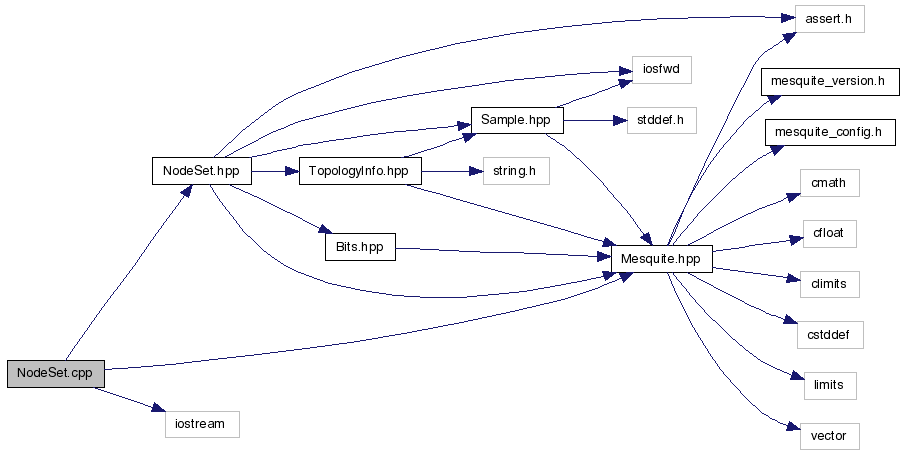 assert.h
iosfwd
mesquite_version.h
Sample.hpp
stddef.h
mesquite_config.h
NodeSet.hpp
TopologyInfo.hpp
string.h
cmath
cfloat
Bits.hpp
Mesquite.hpp
climits
cstddef
NodeSet.cpp
limits
iostream
vector